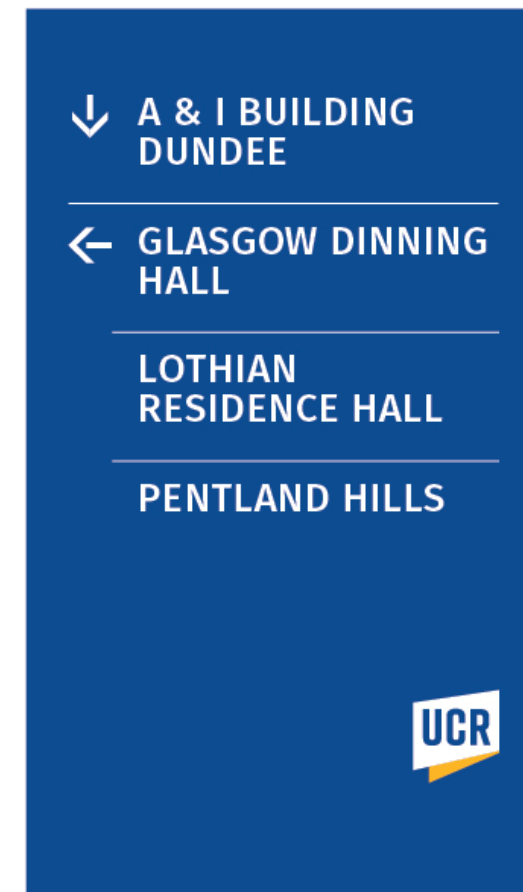 A & I BUILDING
DUNDEE
GLASGOW DINNING
HALL
LOTHIAN
RESIDENCE HALL
PENTLAND HILLS
UCR